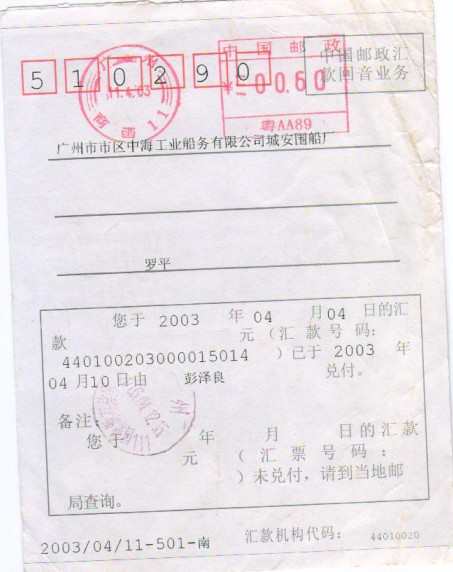 中国邮政
510290
00.60
中国邮政汇
款回音业务
11.4.03
11
粤AA89
广州市市区中海工业船务有限公司城安围船厂
罗平
您于 2003 年 04 月 04 日的汇
款 元（汇款号码：
440100203000015014 ）已于 2003 年
04 月 10 日由 彭泽良 兑付。
备注：
您于 年 月 日的汇款
元 （汇票号码：
）未兑付，请到当地邮
局查询。
2003/04/11-501-南 汇款机构代码： 44010020